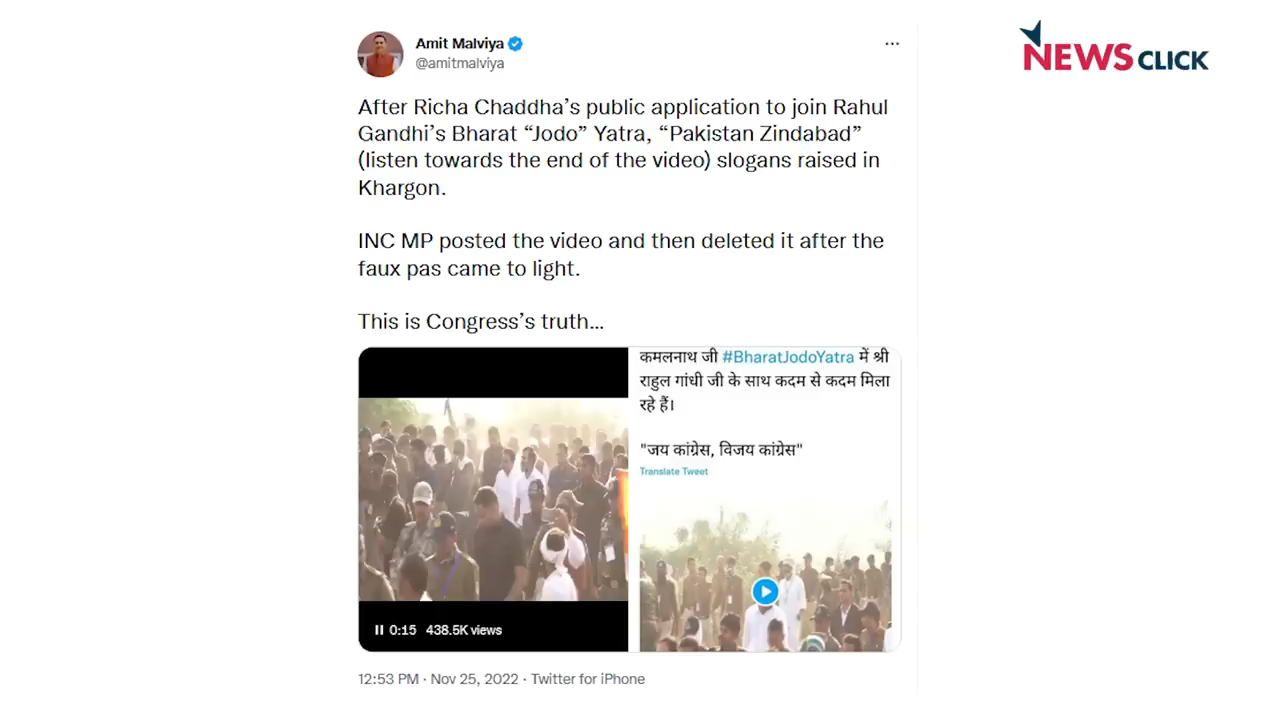 NEWSCLICK
Amit Malviya
@amitmalviya
After Richa Chaddha’s public application to join Rahul
Gandhi’s Bharat “Jodo” Yatra, “Pakistan Zindabad”
(listen towards the end of the video) slogans raised in
Khargon.
INC MP posted the video and then deleted it after the
faux pas came to light.
This is Congress’s truth…
कमलनाथ जी #BharatJodoYatra में श्री
राहुल गांधी जी के साथ कदम से कदम मिला
रहे हैं।
"जय कांग्रेस, विजय कांग्रेस"
Translate Tweet
0:15 438.5K views
12:53 PM · Nov 25, 2022 · Twitter for iPhone